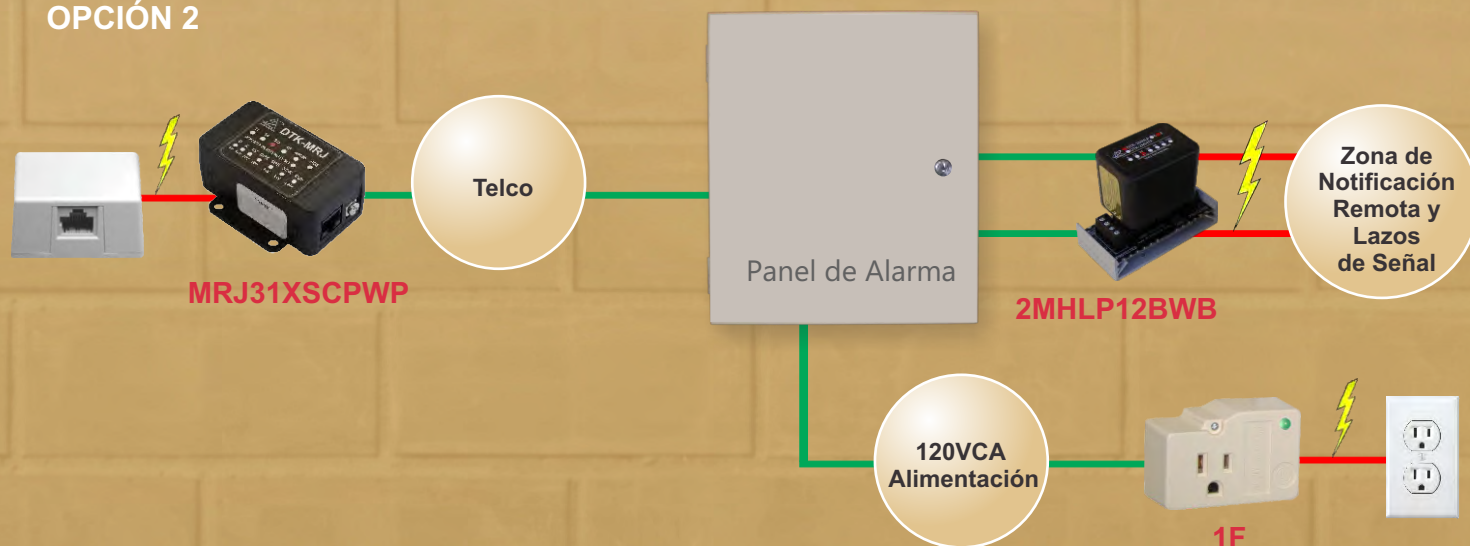 OPCIÓN 2
DTK-MRJ
Telco
MRJ31XSCPWP
Panel de Alarma
2MHLP12BWB
Zona de
Notificación
Remota y
Lazos
de Señal
120VCA
Alimentación
1F